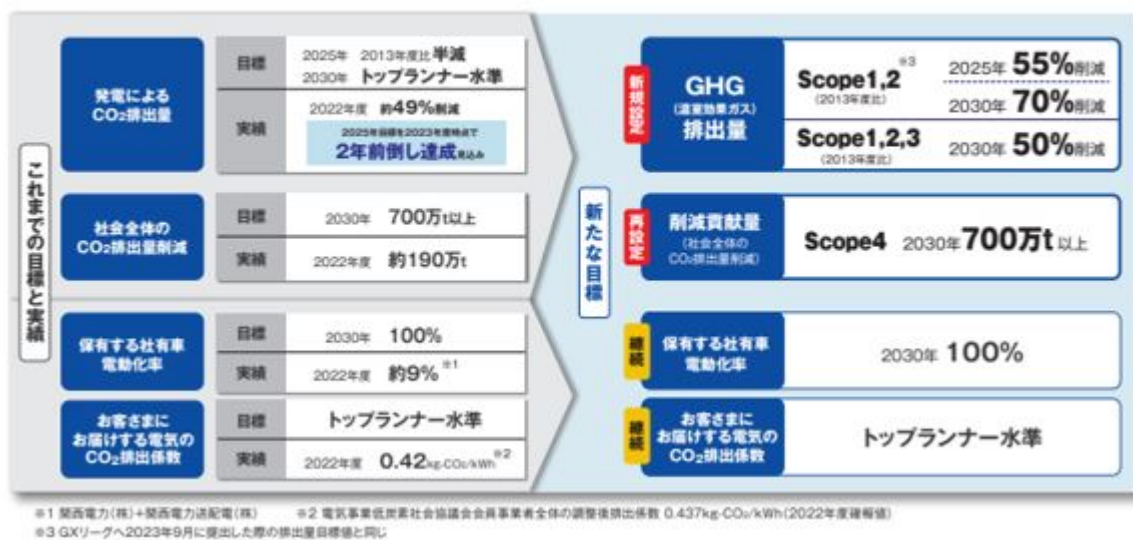 これまでの目標と実績
発電による
CO₂排出量
目標
2025年 2013年度比半減
2030年 トップランナー水準
実績
2022年度 約49%削減
2025年目標を2023年度時点で
2年前倒し達成見込み
社会全体の
CO₂排出量削減
目標
2030年 700万t以上
実績
2022年度 約190万t
保有する社有車
電動化率
目標
2030年 100%
実績
2022年度 約9%※1
お客さまに
お届けする電気の
CO₂排出係数
目標
トップランナー水準
実績
2022年度 0.42kg-CO₂/kWh※2
新たな目標
新規設定
GHG
(温室効果ガス)
排出量
Scope1,2※3
(2013年度比)
2025年 55%削減
2030年 70%削減
Scope1,2,3
(2013年度比)
2030年 50%削減
再設定
削減貢献量
(社会全体の
CO₂排出量削減)
Scope4 2030年700万t以上
継続
保有する社有車
電動化率
2030年 100%
継続
お客さまに
お届けする電気の
CO₂排出係数
トップランナー水準
※1 関西電力(株)+関西電力送配電(株) ※2 電気事業低炭素社会協議会会員事業者全体の調整後排出係数 0.437kg-CO₂/kWh(2022年度確報値)
※3 GXリーグへ2023年9月に提出した際の排出量目標値と同じ